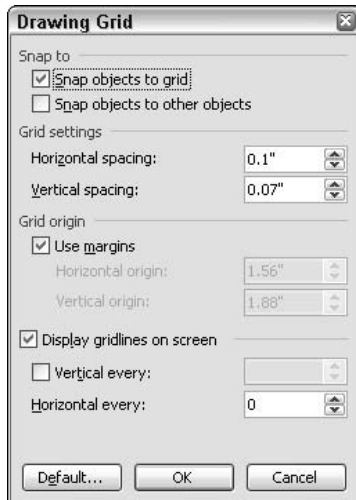 Drawing Grid
Snap to
Snap objects to grid
Snap objects to other objects
Grid settings
Horizontal spacing: 0.1"
Vertical spacing: 0.07"
Grid origin
Use margins
Horizontal origin: 1.56"
Vertical origin: 1.88"
Display gridlines on screen
Vertical every:
Horizontal every: 0
Default... OK Cancel